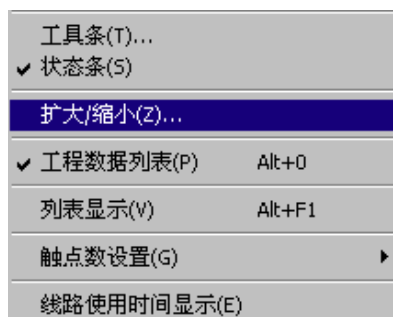 工具条(T)...
✓ 状态条(S)
扩大/缩小(Z)...
✓ 工程数据列表(P) Alt+0
列表显示(V) Alt+F1
触点数设置(G)
线路使用时间显示(E)